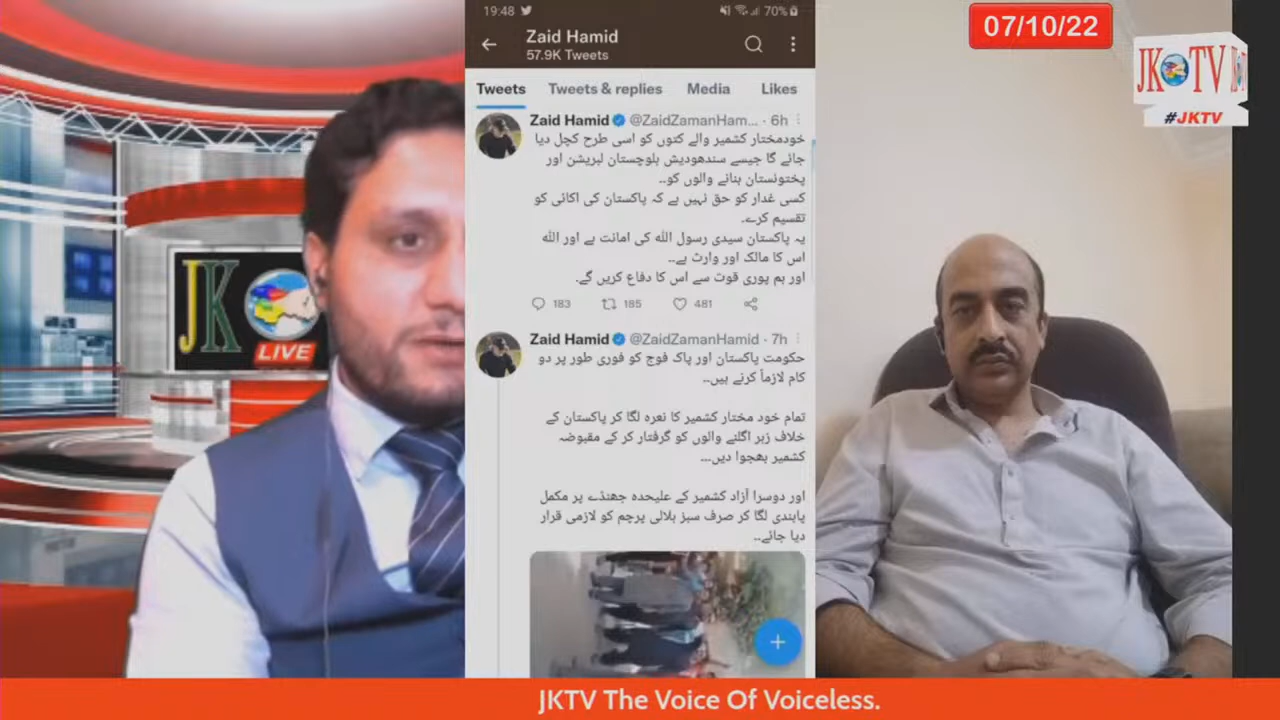 19:48
70%
Zaid Hamid
57.9K Tweets
Tweets Tweets & replies Media Likes
Zaid Hamid @ZaidZamanHam... · 6h
خودمختار کشمیر والے کتوں کو اسی طرح کچل دیا
جائے گا جیسے سندھودیش بلوچستان لبریشن اور
پختونستان بنانے والوں کو..
کسی غدار کو حق نہیں ہے کہ پاکستان کی اکائی کو
تقسیم کرے.
یہ پاکستان سیدی رسول اللہ کی امانت ہے اور اللہ
اس کا مالک اور وارث ہے..
اور ہم پوری قوت سے اس کا دفاع کریں گے.
183 185 481
Zaid Hamid @ZaidZamanHamid · 7h
حکومت پاکستان اور پاک فوج کو فوری طور پر دو
کام لازماً کرنے ہیں..
تمام خود مختار کشمیر کا نعرہ لگا کر پاکستان کے
خلاف زہر اگلنے والوں کو گرفتار کر کے مقبوضہ
کشمیر بھجوا دیں...
اور دوسرا آزاد کشمیر کے علیحدہ جھنڈے پر مکمل
پابندی لگا کر صرف سبز ہلالی پرچم کو لازمی قرار
دیا جائے..
07/10/22
JK TV
#JKTV
JK
LIVE
JKTV The Voice Of Voiceless.